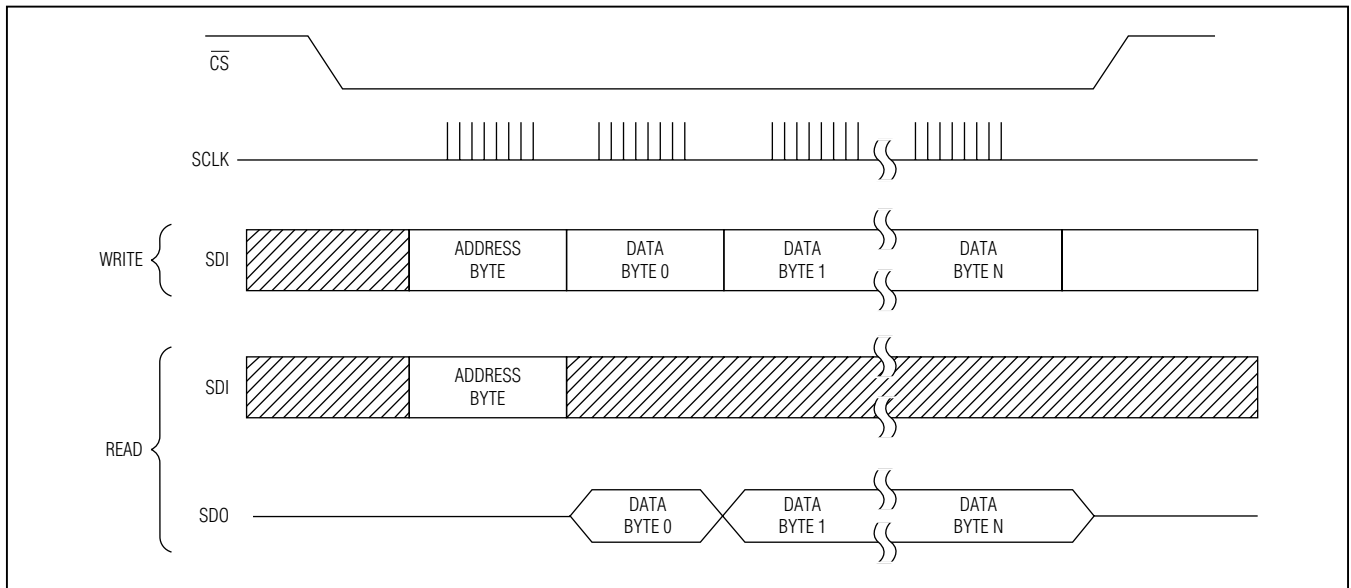 CS
SCLK
WRITE
SDI
ADDRESS
BYTE
DATA
BYTE 0
DATA
BYTE 1
DATA
BYTE N
READ
SDI
ADDRESS
BYTE
SDO
DATA
BYTE 0
DATA
BYTE 1
DATA
BYTE N